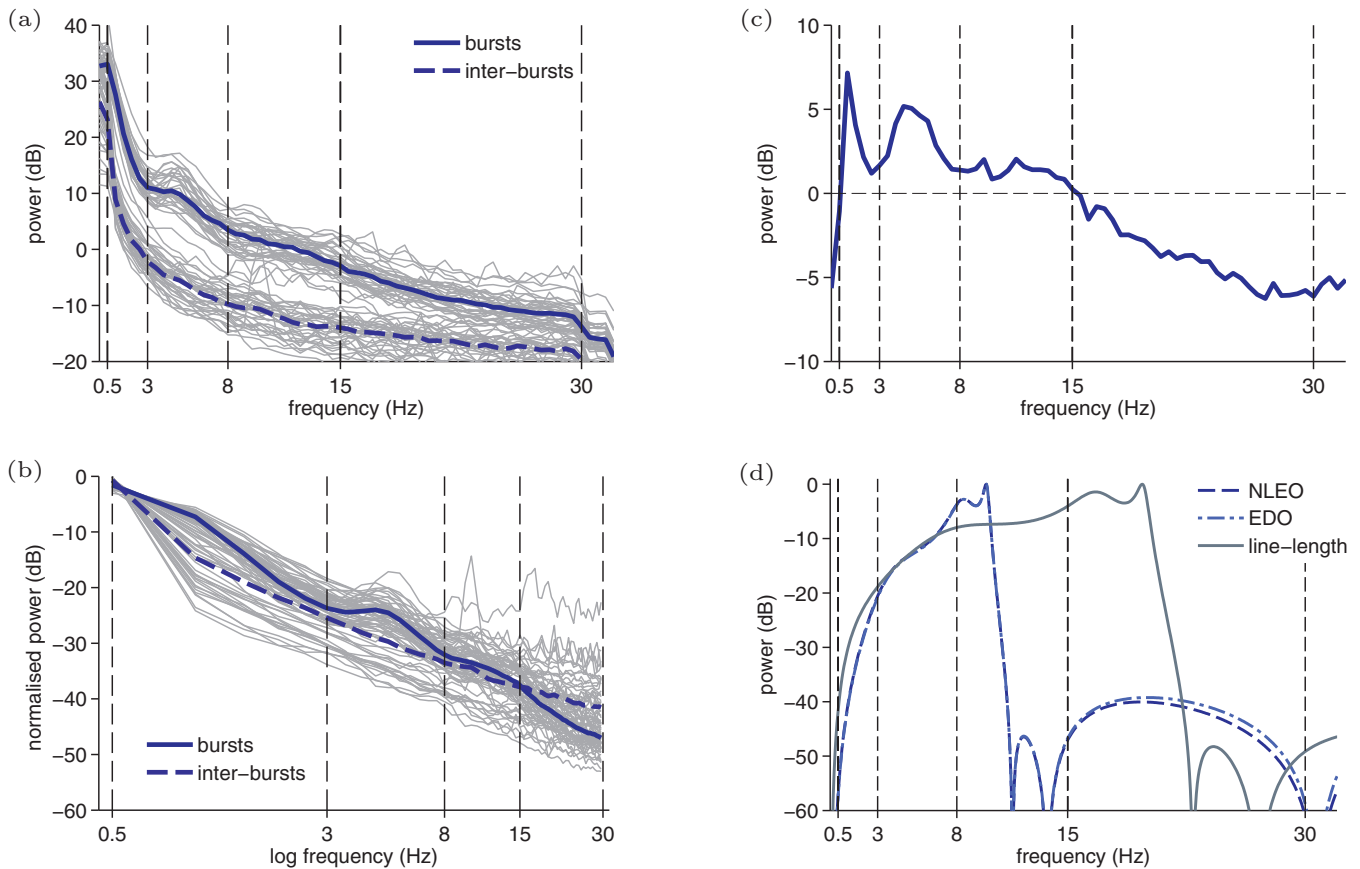 (a)
40
30
20
10
0
−10
−20
power (dB)
bursts
inter−bursts
0.5 3 8 15 30
frequency (Hz)
(c)
10
5
0
−5
−10
power (dB)
0.5 3 8 15 30
frequency (Hz)
(b)
0
−10
−20
−30
−40
−50
−60
normalised power (dB)
bursts
inter−bursts
0.5 3 8 15 30
log frequency (Hz)
(d)
0
−10
−20
−30
−40
−50
−60
power (dB)
NLEO
EDO
line−length
0.5 3 8 15 30
frequency (Hz)